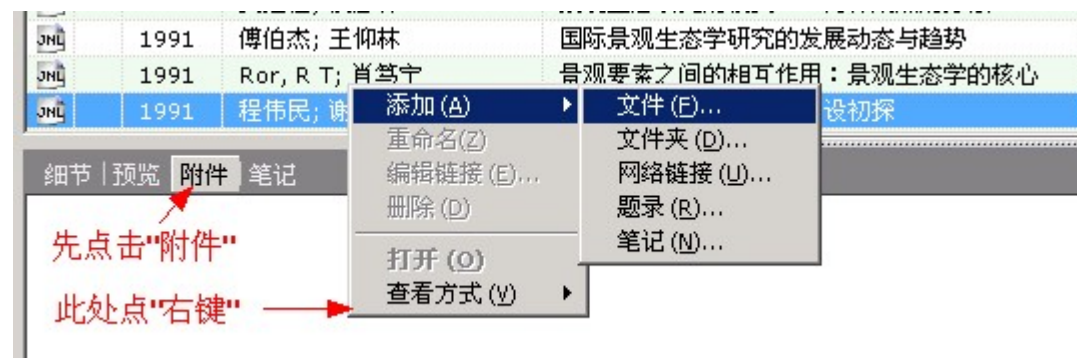 JNL 1991 傅伯杰; 王仰林 国际景观生态学研究的发展动态与趋势
JNL 1991 Ror, R T; 肖笃宁 景观要素之间的相互作用：景观生态学的核心
JNL 1991 程伟民; 谢 设初探
添加(A) 文件(F)...
重命名(Z) 文件夹(D)...
编辑链接(E)... 网络链接(U)...
删除(D) 题录(R)...
笔记(N)...
打开(O)
查看方式(V)
细节 预览 附件 笔记
先点击"附件"
此处点"右键"